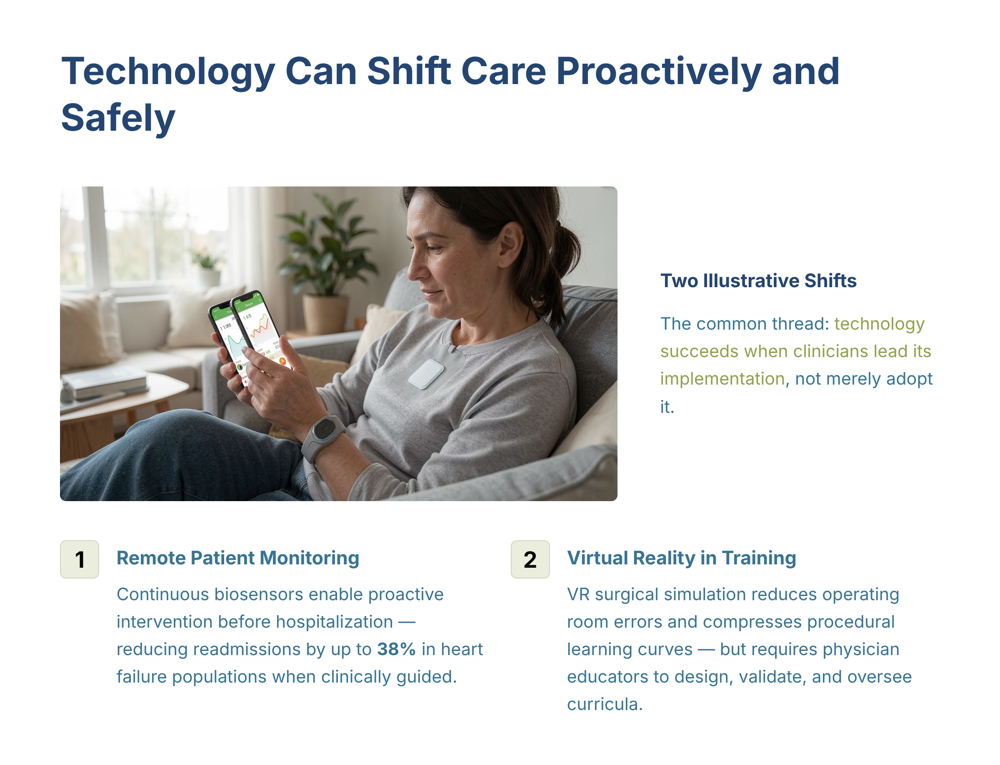 Technology Can Shift Care Proactively and
Safely
Two Illustrative Shifts
The common thread: technology
succeeds when clinicians lead its
implementation, not merely adopt
it.
1
Remote Patient Monitoring
Continuous biosensors enable proactive
intervention before hospitalization —
reducing readmissions by up to 38% in heart
failure populations when clinically guided.
2
Virtual Reality in Training
VR surgical simulation reduces operating
room errors and compresses procedural
learning curves — but requires physician
educators to design, validate, and oversee
curricula.